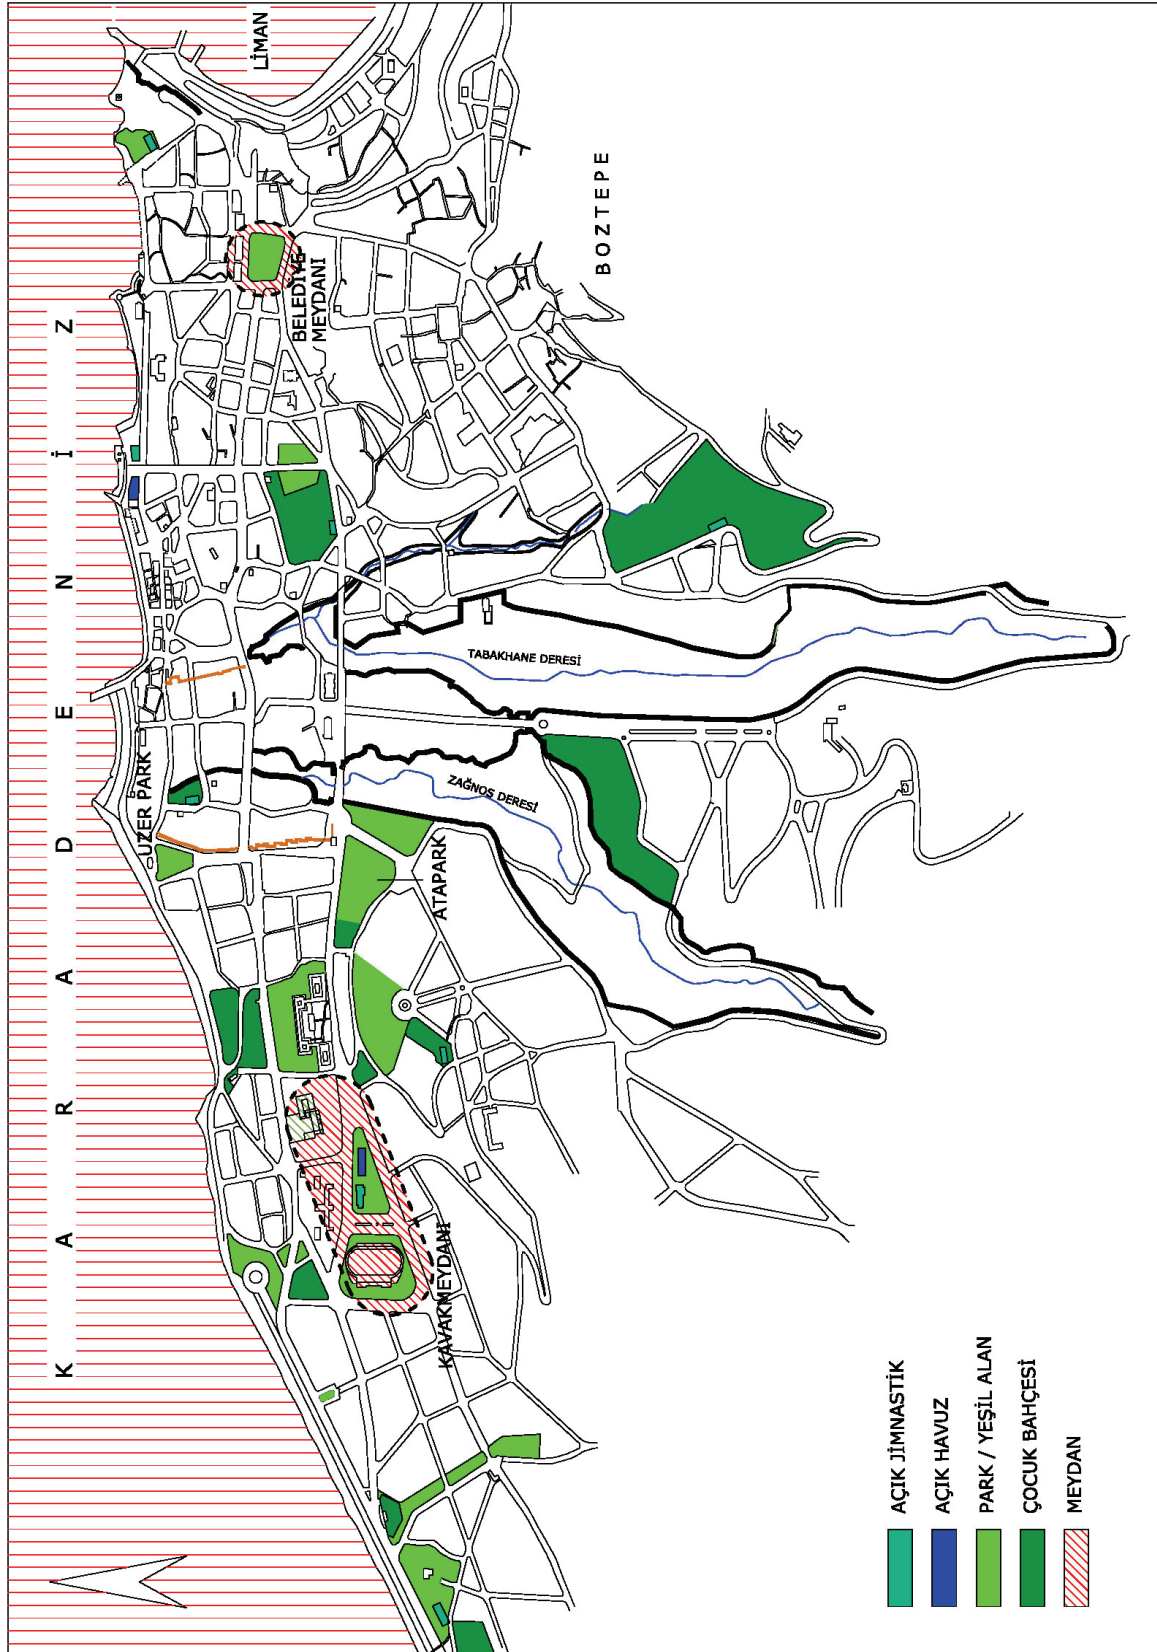 KARADENİZ
LİMAN
BELEDİYE
MEYDANI
BOZTEPE
UZER PARK
TABAKHANE DERESİ
ZAĞNOS DERESİ
ATAPARK
KAVAKMEYDANI
AÇIK JİMNASTİK
AÇIK HAVUZ
PARK / YEŞİL ALAN
ÇOCUK BAHÇESİ
MEYDAN